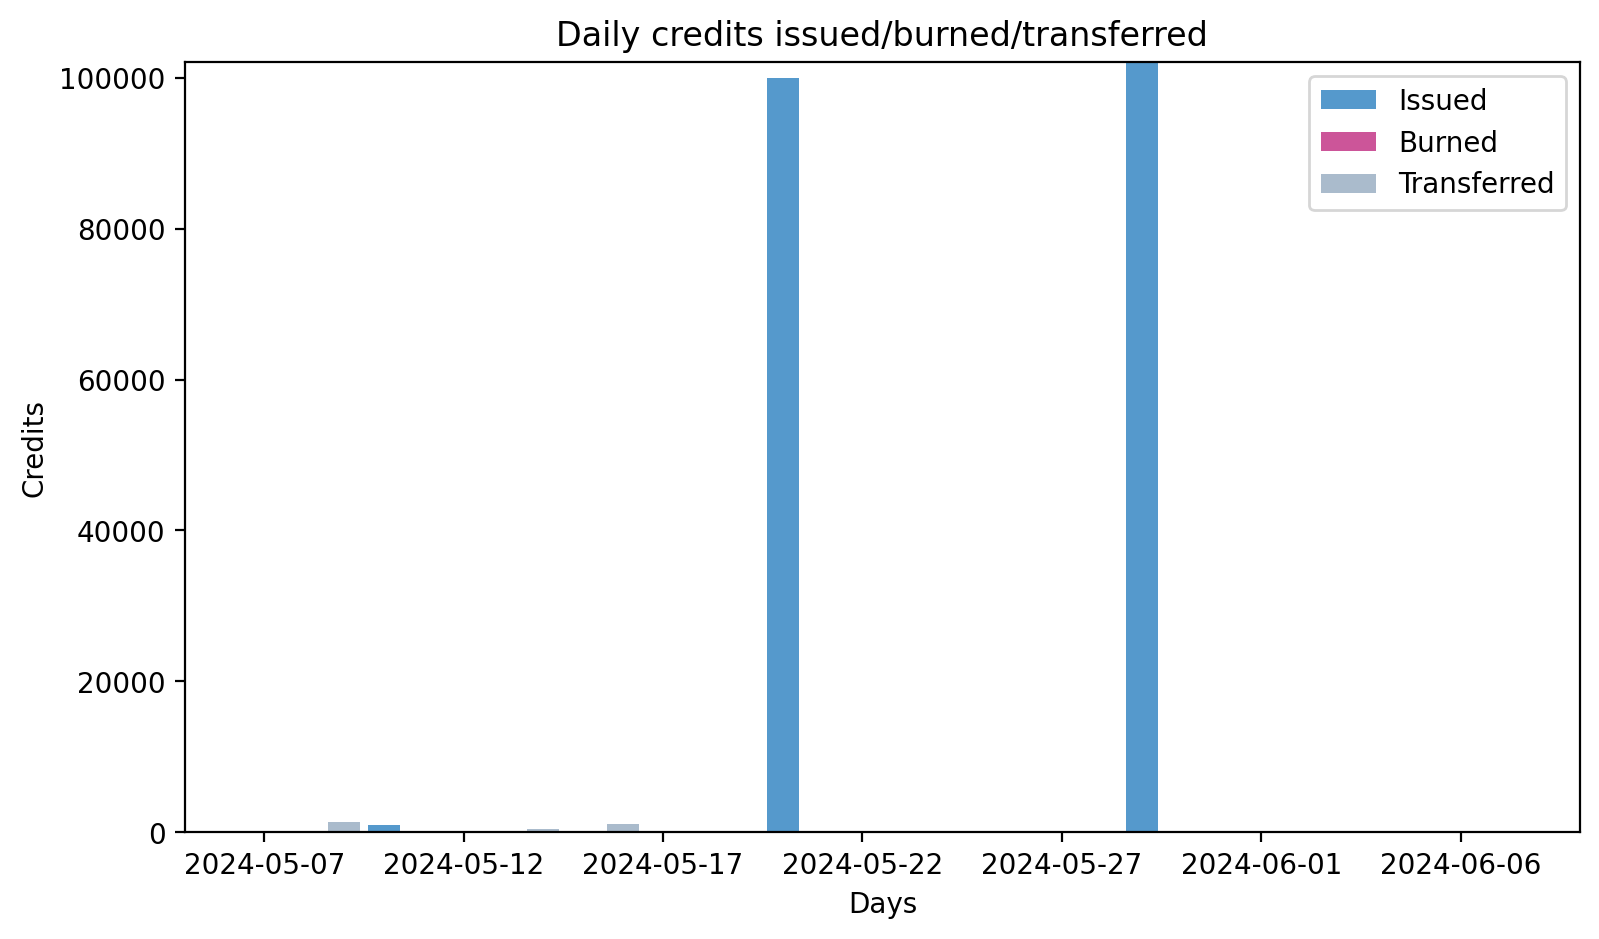 Daily credits issued/burned/transferred
100000
80000
60000
40000
20000
0
Credits
Issued
Burned
Transferred
2024-05-07
2024-05-12
2024-05-17
2024-05-22
2024-05-27
2024-06-01
2024-06-06
Days